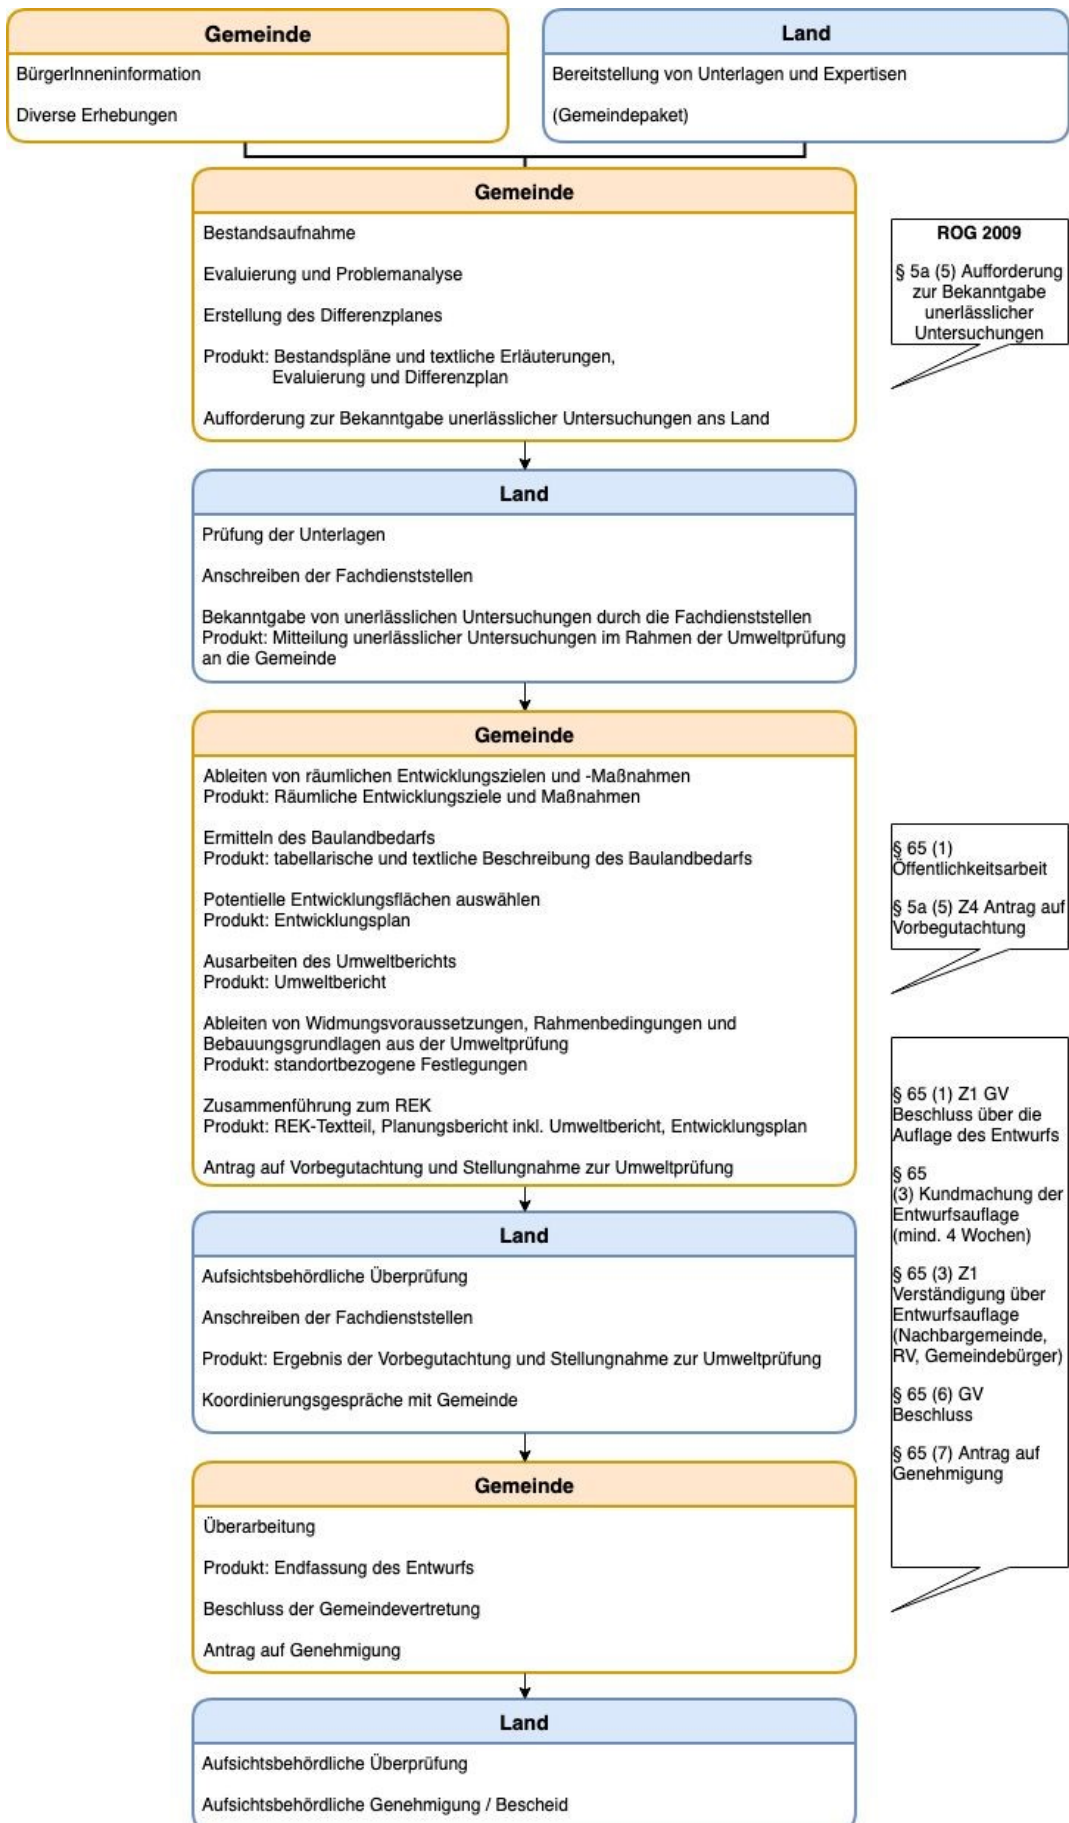 Gemeinde
BürgerInneninformation
Diverse Erhebungen
Land
Bereitstellung von Unterlagen und Expertisen
(Gemeindepaket)
Gemeinde
Bestandsaufnahme
Evaluierung und Problemanalyse
Erstellung des Differenzplanes
Produkt: Bestandspläne und textliche Erläuterungen,
Evaluierung und Differenzplan
Aufforderung zur Bekanntgabe unerlässlicher Untersuchungen ans Land
ROG 2009
§ 5a (5) Aufforderung
zur Bekanntgabe
unerlässlicher
Untersuchungen
Land
Prüfung der Unterlagen
Anschreiben der Fachdienststellen
Bekanntgabe von unerlässlichen Untersuchungen durch die Fachdienststellen
Produkt: Mitteilung unerlässlicher Untersuchungen im Rahmen der Umweltprüfung
an die Gemeinde
Gemeinde
Ableiten von räumlichen Entwicklungszielen und -Maßnahmen
Produkt: Räumliche Entwicklungsziele und Maßnahmen
Ermitteln des Baulandbedarfs
Produkt: tabellarische und textliche Beschreibung des Baulandbedarfs
Potentielle Entwicklungsflächen auswählen
Produkt: Entwicklungsplan
Ausarbeiten des Umweltberichts
Produkt: Umweltbericht
Ableiten von Widmungsvoraussetzungen, Rahmenbedingungen und
Bebauungsgrundlagen aus der Umweltprüfung
Produkt: standortbezogene Festlegungen
Zusammenführung zum REK
Produkt: REK-Textteil, Planungsbericht inkl. Umweltbericht, Entwicklungsplan
Antrag auf Vorbegutachtung und Stellungnahme zur Umweltprüfung
§ 65 (1)
Öffentlichkeitsarbeit
§ 5a (5) Z4 Antrag auf
Vorbegutachtung
Land
Aufsichtsbehördliche Überprüfung
Anschreiben der Fachdienststellen
Produkt: Ergebnis der Vorbegutachtung und Stellungnahme zur Umweltprüfung
Koordinierungsgespräche mit Gemeinde
§ 65 (1) Z1 GV
Beschluss über die
Auflage des Entwurfs
§ 65
(3) Kundmachung der
Entwurfsauflage
(mind. 4 Wochen)
§ 65 (3) Z1
Verständigung über
Entwurfsauflage
(Nachbargemeinde,
RV, Gemeindebürger)
§ 65 (6) GV
Beschluss
§ 65 (7) Antrag auf
Genehmigung
Gemeinde
Überarbeitung
Produkt: Endfassung des Entwurfs
Beschluss der Gemeindevertretung
Antrag auf Genehmigung
Land
Aufsichtsbehördliche Überprüfung
Aufsichtsbehördliche Genehmigung / Bescheid